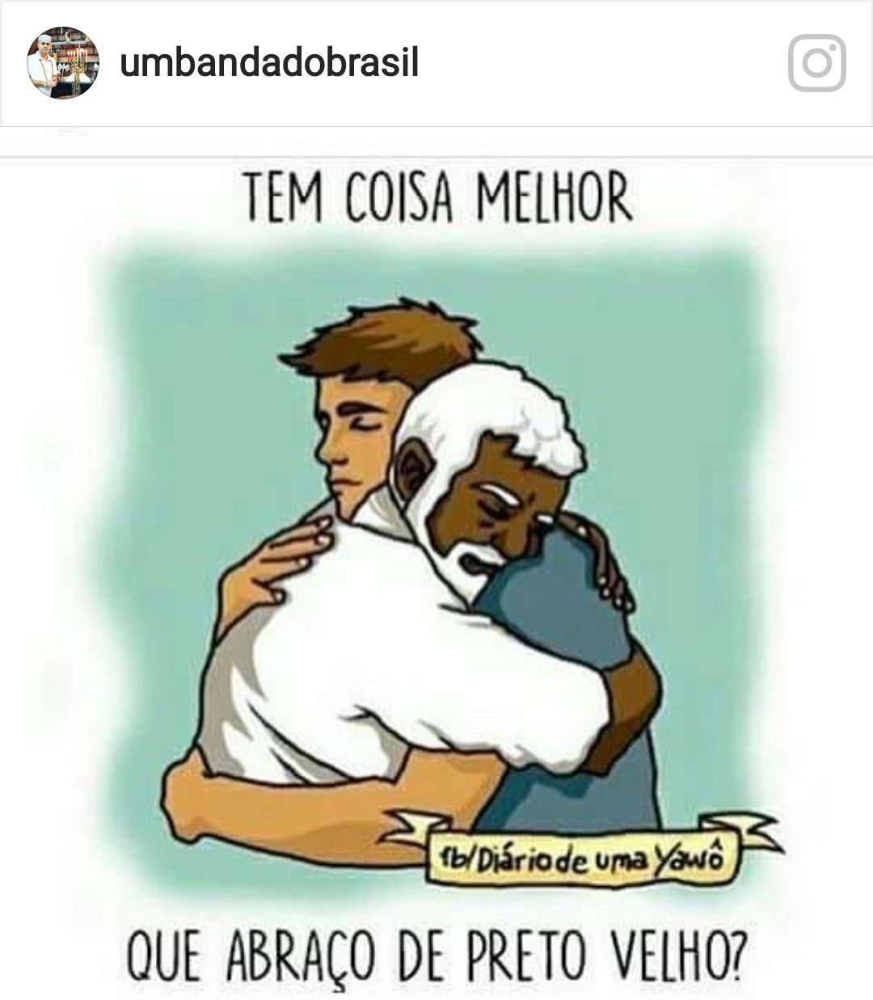 umbandadobrasil
TEM COISA MELHOR
fb/Diário de uma Yawô
QUE ABRAÇO DE PRETO VELHO?